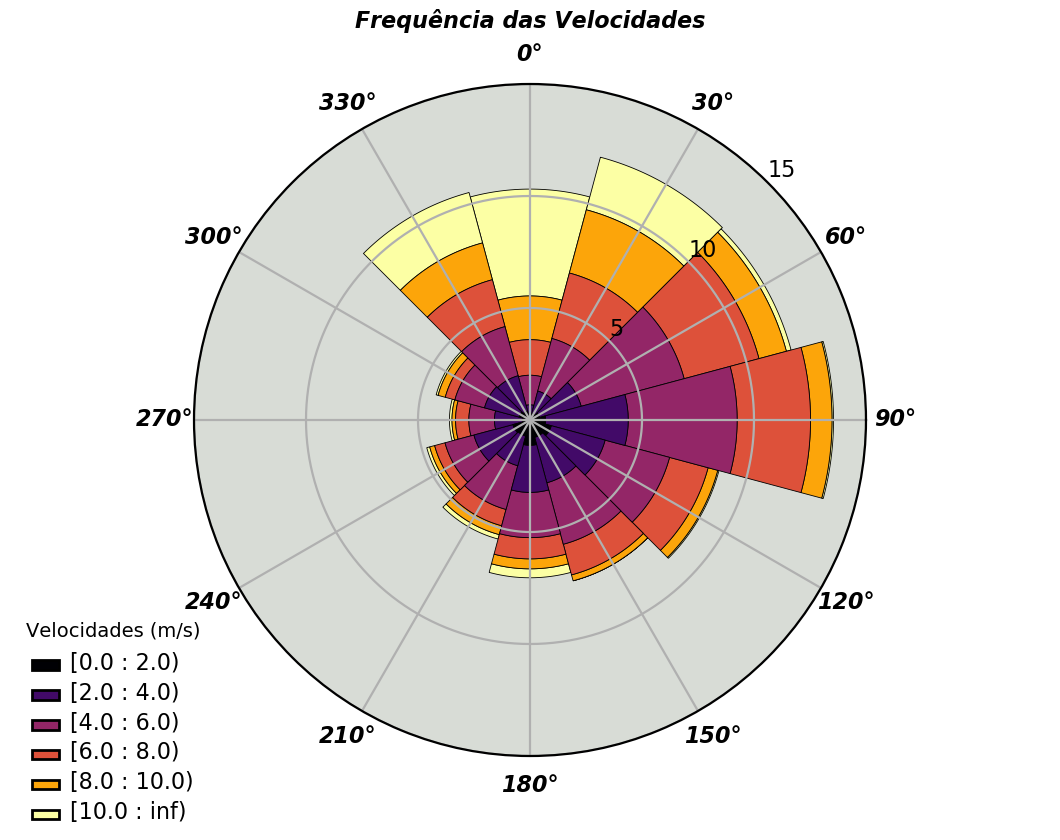 Frequência das Velocidades
0°
330°
30°
15
300°
60°
10
5
270°
90°
240°
120°
210°
150°
180°
Velocidades (m/s)
[0.0 : 2.0)
[2.0 : 4.0)
[4.0 : 6.0)
[6.0 : 8.0)
[8.0 : 10.0)
[10.0 : inf)